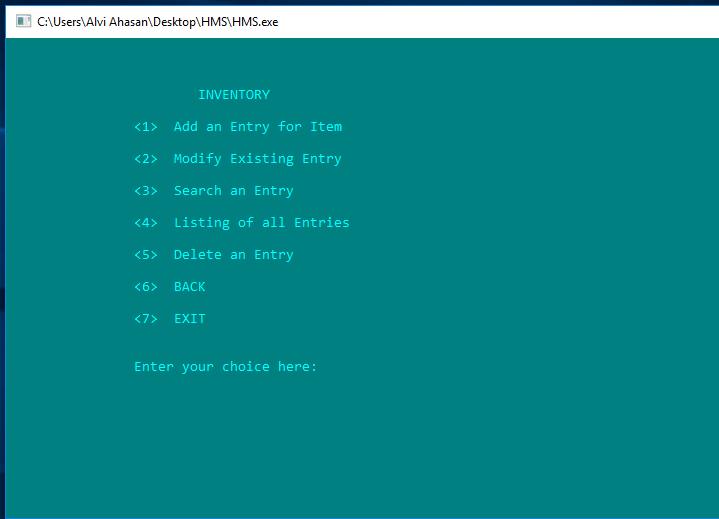 C:\Users\Alvi Ahasan\Desktop\HMS\HMS.exe
INVENTORY
<1> Add an Entry for Item
<2> Modify Existing Entry
<3> Search an Entry
<4> Listing of all Entries
<5> Delete an Entry
<6> BACK
<7> EXIT
Enter your choice here: